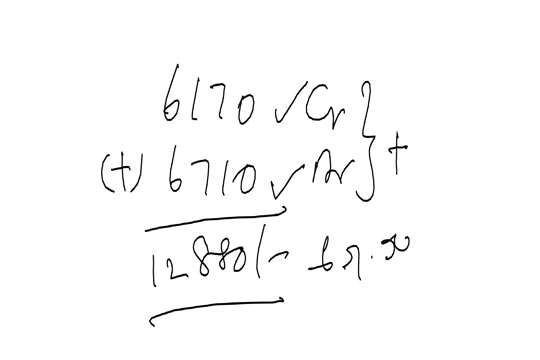 6170 ✓ Cr } +
(+) 6710 ✓ Dr
12880/-